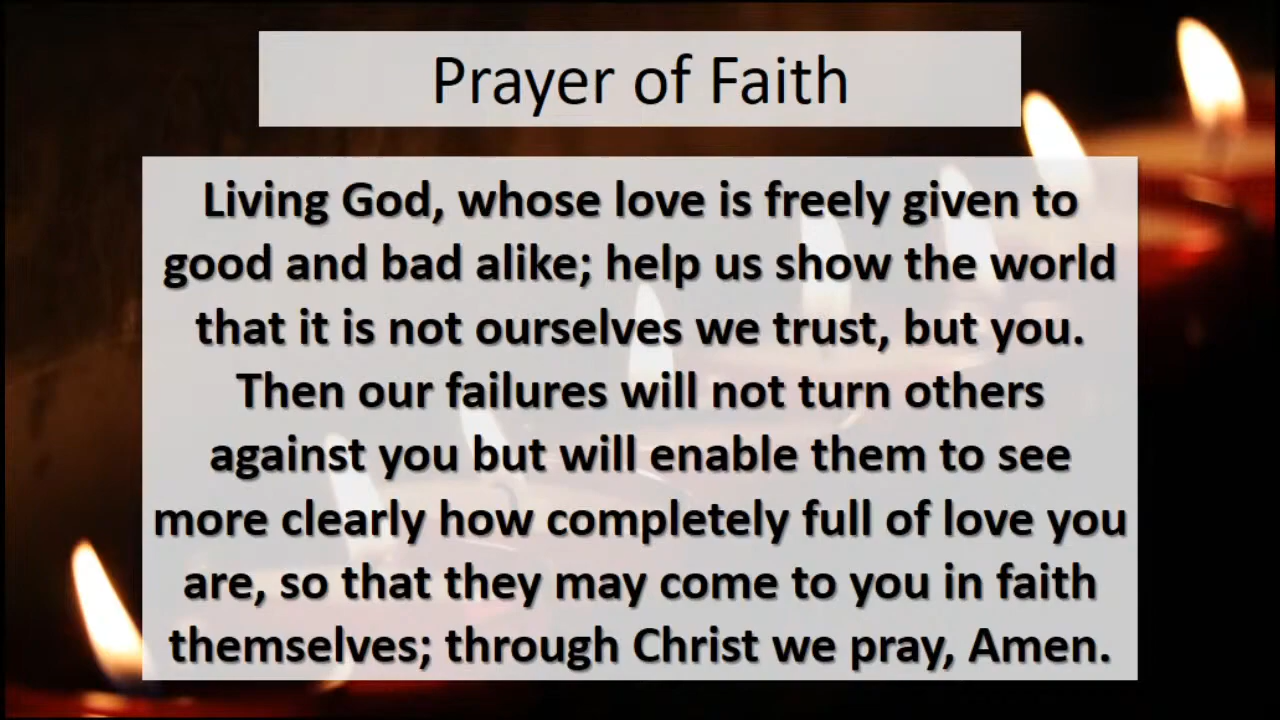 Prayer of Faith
Living God, whose love is freely given to
good and bad alike; help us show the world
that it is not ourselves we trust, but you.
Then our failures will not turn others
against you but will enable them to see
more clearly how completely full of love you
are, so that they may come to you in faith
themselves; through Christ we pray, Amen.